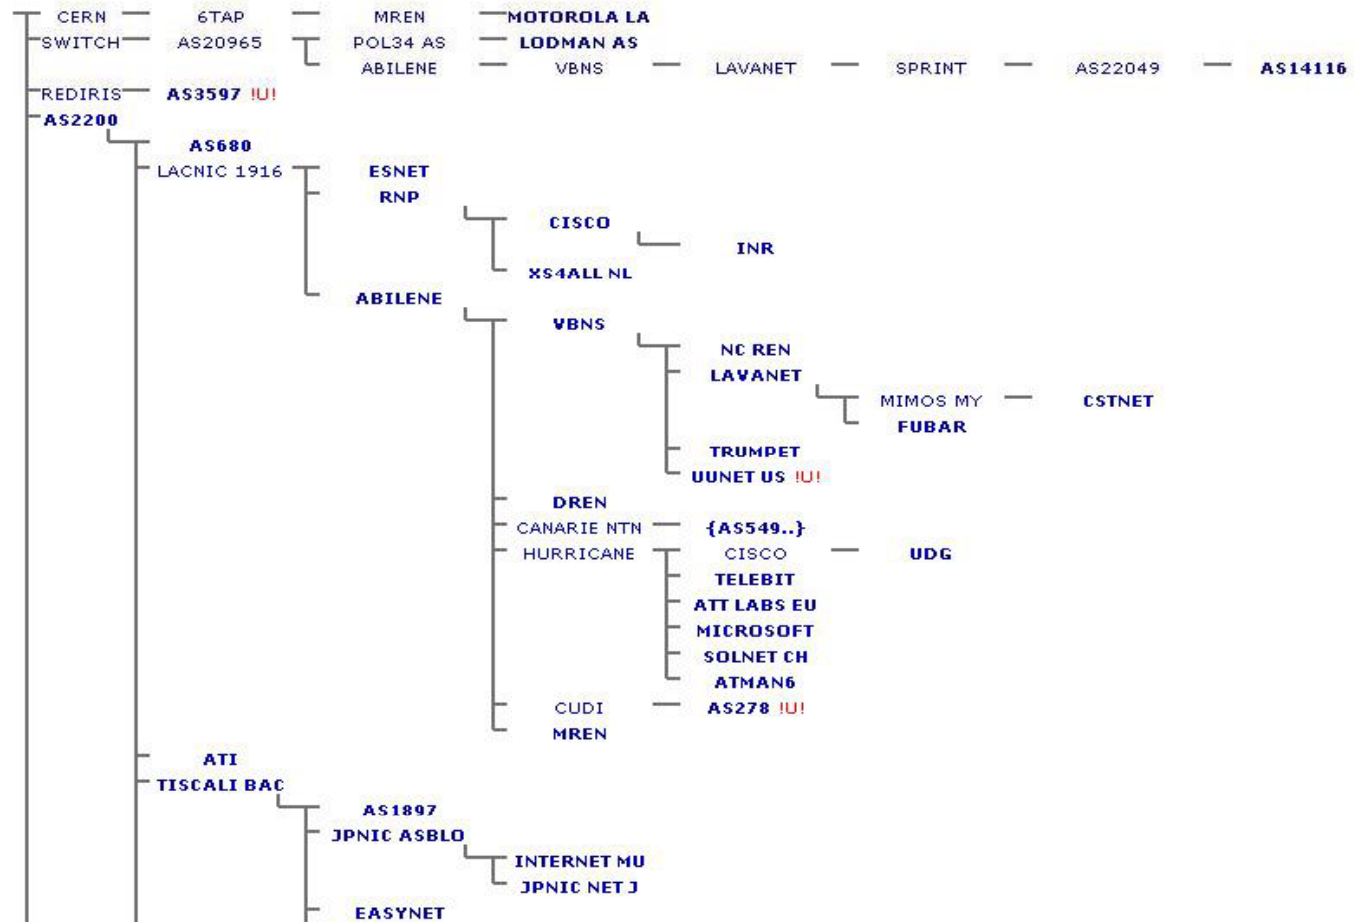 CERN 6TAP MREN MOTOROLA LA
SWITCH AS20965 POL34 AS LODMAN AS
ABILENE VBNS LAVANET SPRINT AS22049 AS14116
REDIRIS AS3597 !U!
AS2200
AS680
LACNIC 1916 ESNET
RNP
CISCO
INR
XS4ALL NL
ABILENE
VBNS
NC REN
LAVANET
MIMOS MY CSTNET
FUBAR
TRUMPET
UUNET US !U!
DREN
CANARIE NTN {AS549..}
HURRICANE CISCO UDG
TELEBIT
ATT LABS EU
MICROSOFT
SOLNET CH
ATMAN6
CUDI AS278 !U!
MREN
ATI
TISCALI BAC
AS1897
JPNIC ASBLO
INTERNET MU
JPNIC NET J
EASYNET